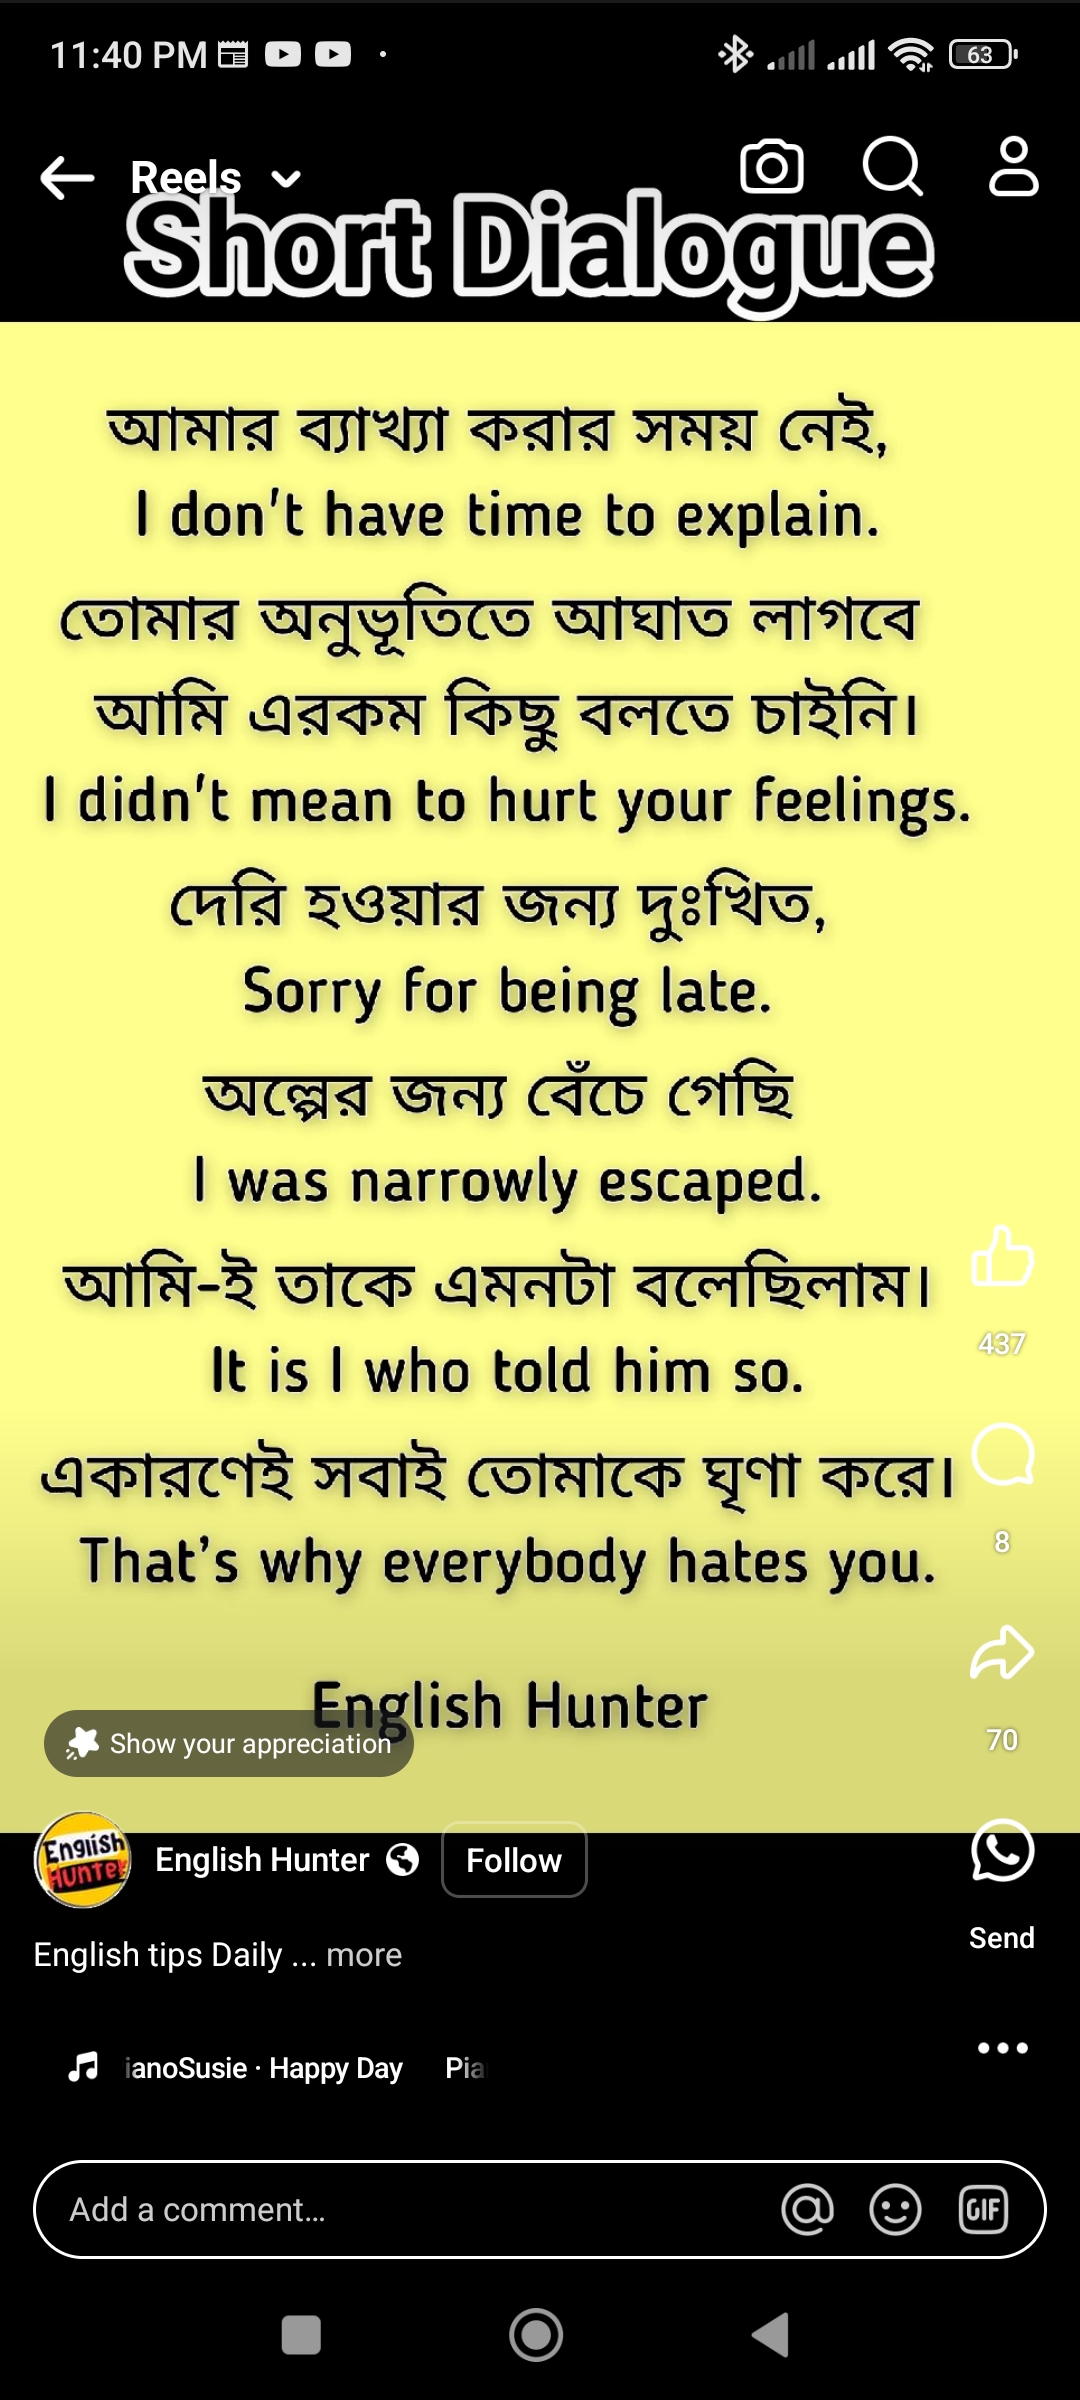 11:40 PM
63
Reels
Short Dialogue
আমার ব্যাখ্যা করার সময় নেই,
I don't have time to explain.
তোমার অনুভূতিতে আঘাত লাগবে
আমি এরকম কিছু বলতে চাইনি।
I didn't mean to hurt your feelings.
দেরি হওয়ার জন্য দুঃখিত,
Sorry for being late.
অল্পের জন্য বেঁচে গেছি
I was narrowly escaped.
আমি-ই তাকে এমনটা বলেছিলাম।
It is I who told him so.
437
একারণেই সবাই তোমাকে ঘৃণা করে।
That’s why everybody hates you.
8
English Hunter
Show your appreciation
70
English Hunter
English Hunter
Follow
Send
English tips Daily ... more
ianoSusie · Happy Day Pia
Add a comment...
GIF